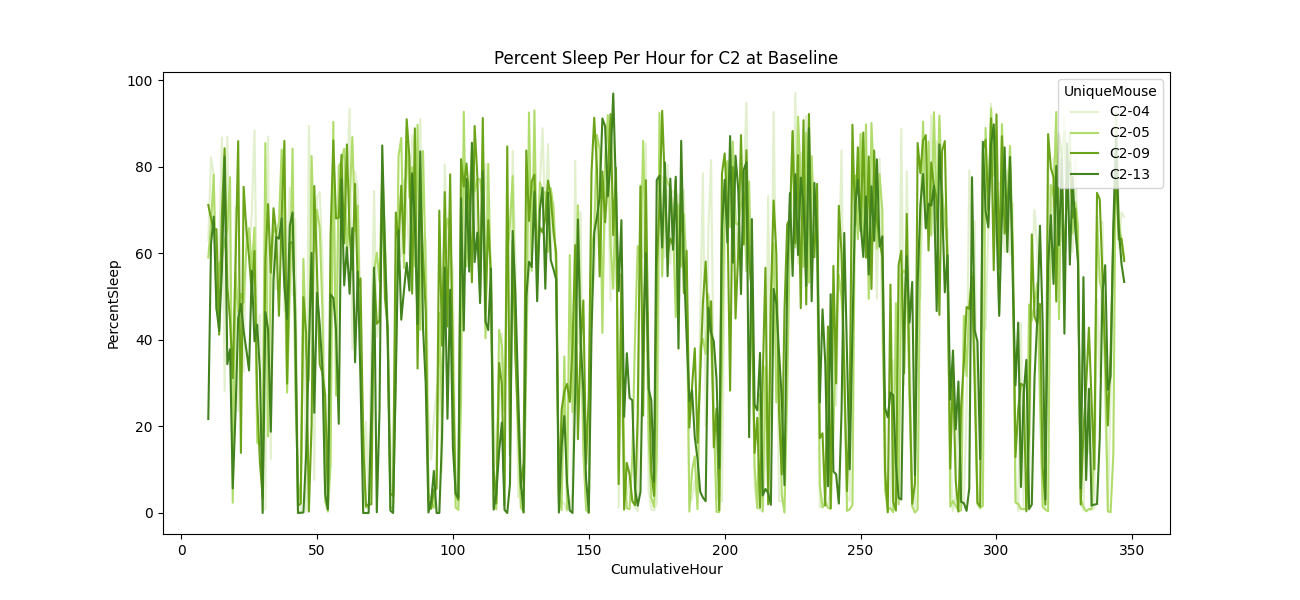 Percent Sleep Per Hour for C2 at Baseline
100
80
60
40
20
0
PercentSleep
0 50 100 150 200 250 300 350
CumulativeHour
UniqueMouse
C2-04
C2-05
C2-09
C2-13